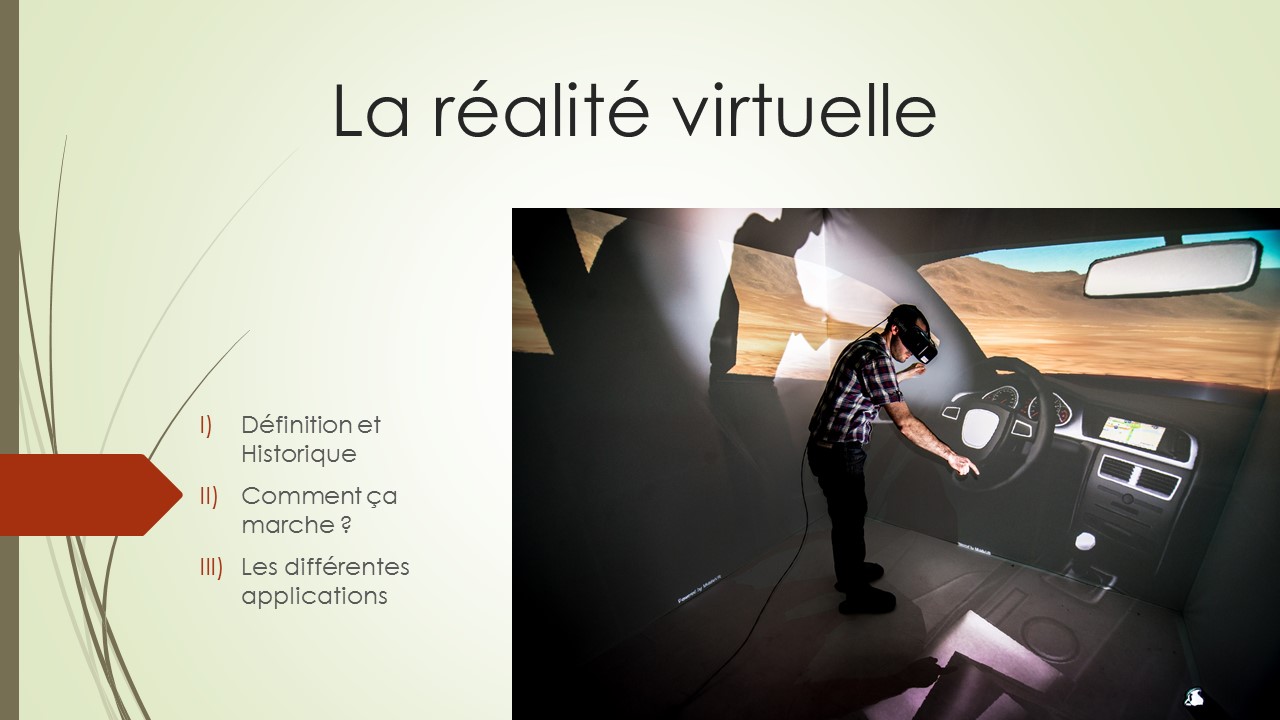 La réalité virtuelle
I) Définition et
Historique
II) Comment ça
marche ?
III) Les différentes
applications